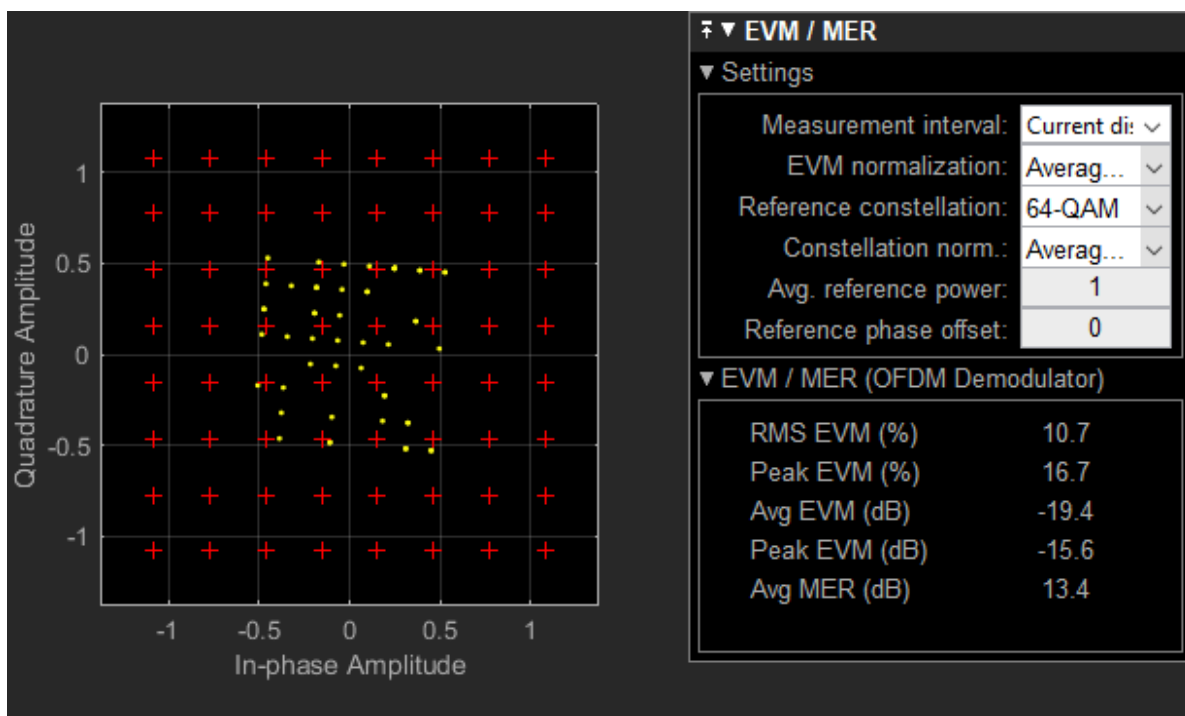 EVM / MER
Settings
Measurement interval: Current di
EVM normalization: Averag...
Reference constellation: 64-QAM
Constellation norm.: Averag...
Avg. reference power: 1
Reference phase offset: 0
EVM / MER (OFDM Demodulator)
RMS EVM (%) 10.7
Peak EVM (%) 16.7
Avg EVM (dB) -19.4
Peak EVM (dB) -15.6
Avg MER (dB) 13.4
Quadrature Amplitude
1
0.5
0
-0.5
-1
-1 -0.5 0 0.5 1
In-phase Amplitude